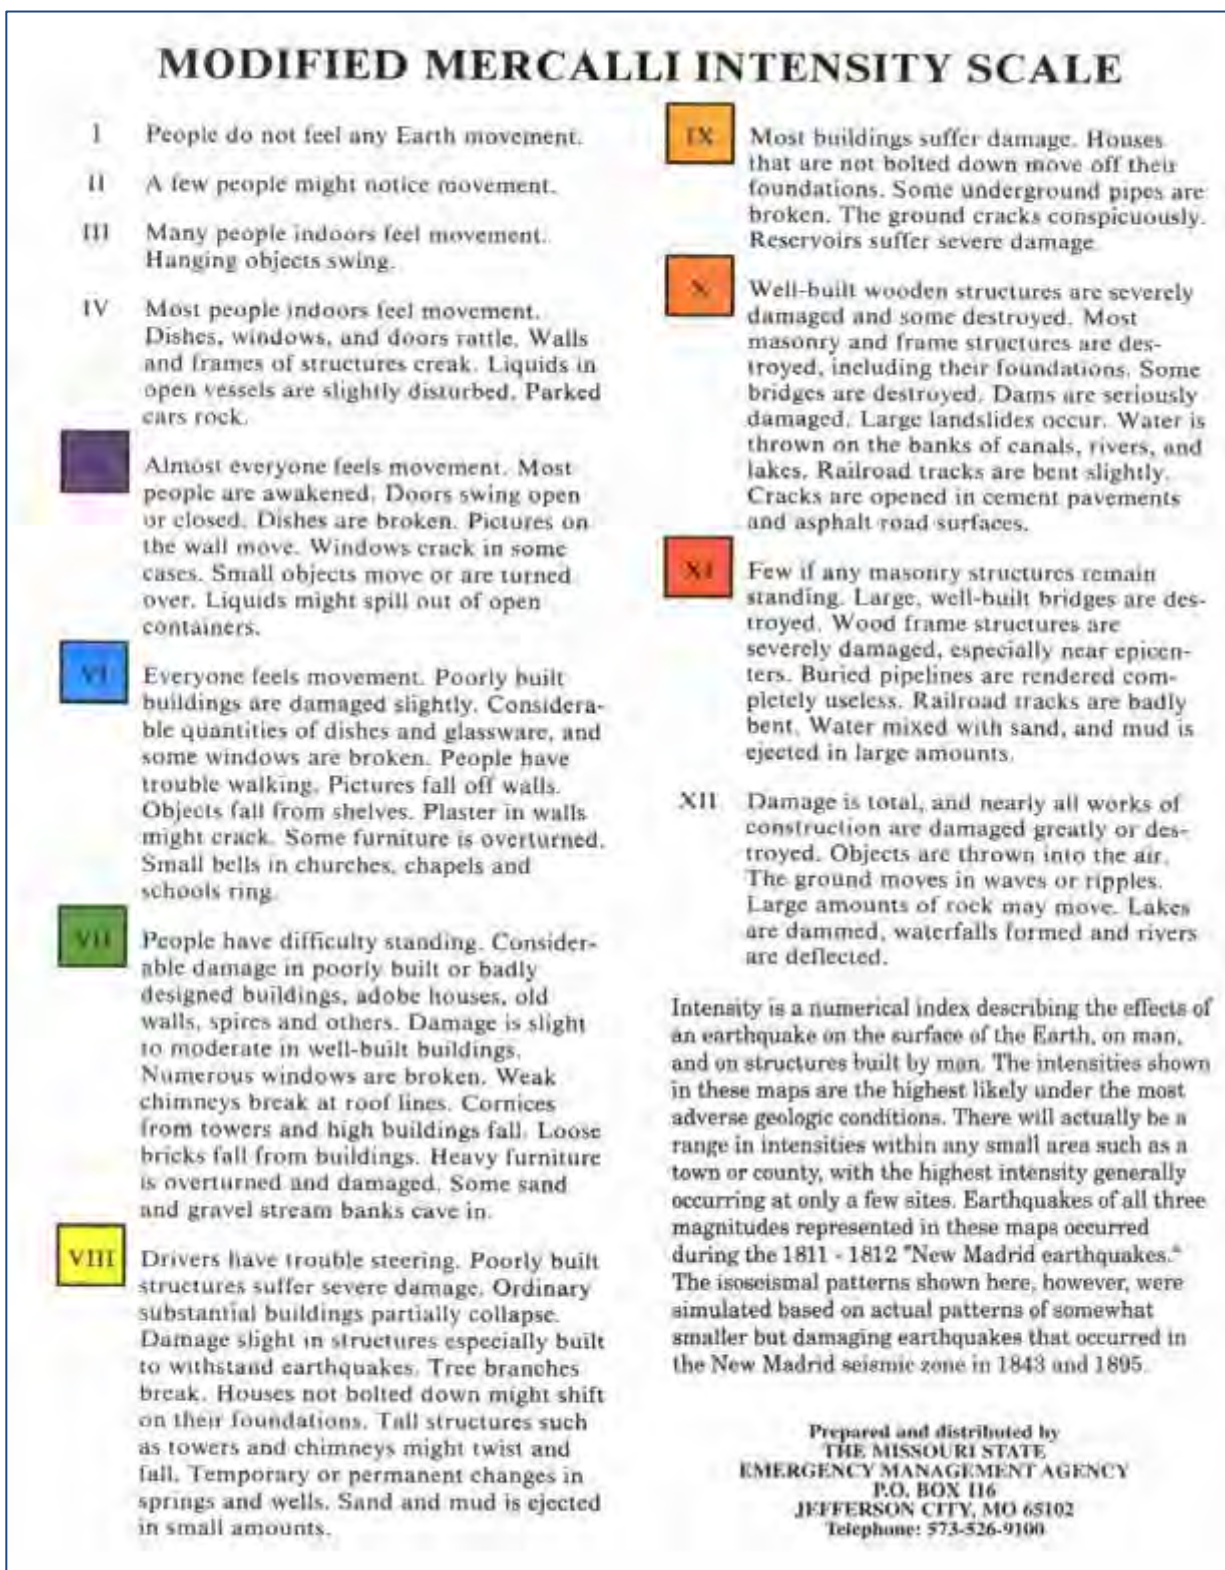 MODIFIED MERCALLI INTENSITY SCALE
I People do not feel any Earth movement.
II A few people might notice movement.
III Many people indoors feel movement.
Hanging objects swing.
IV Most people indoors feel movement.
Dishes, windows, and doors rattle. Walls
and frames of structures creak. Liquids in
open vessels are slightly disturbed. Parked
cars rock.
Almost everyone feels movement. Most
people are awakened. Doors swing open
or closed. Dishes are broken. Pictures on
the wall move. Windows crack in some
cases. Small objects move or are turned
over. Liquids might spill out of open
containers.
VI Everyone feels movement. Poorly built
buildings are damaged slightly. Considera-
ble quantities of dishes and glassware, and
some windows are broken. People have
trouble walking. Pictures fall off walls.
Objects fall from shelves. Plaster in walls
might crack. Some furniture is overturned.
Small bells in churches, chapels and
schools ring.
VII People have difficulty standing. Consider-
able damage in poorly built or badly
designed buildings, adobe houses, old
walls, spires and others. Damage is slight
to moderate in well-built buildings.
Numerous windows are broken. Weak
chimneys break at roof lines. Cornices
from towers and high buildings fall. Loose
bricks fall from buildings. Heavy furniture
is overturned and damaged. Some sand
and gravel stream banks cave in.
VIII Drivers have trouble steering. Poorly built
structures suffer severe damage. Ordinary
substantial buildings partially collapse.
Damage slight in structures especially built
to withstand earthquakes. Tree branches
break. Houses not bolted down might shift
on their foundations. Tall structures such
as towers and chimneys might twist and
fall. Temporary or permanent changes in
springs and wells. Sand and mud is ejected
in small amounts.
IX Most buildings suffer damage. Houses
that are not bolted down move off their
foundations. Some underground pipes are
broken. The ground cracks conspicuously.
Reservoirs suffer severe damage.
X Well-built wooden structures are severely
damaged and some destroyed. Most
masonry and frame structures are des-
troyed, including their foundations. Some
bridges are destroyed. Dams are seriously
damaged. Large landslides occur. Water is
thrown on the banks of canals, rivers, and
lakes. Railroad tracks are bent slightly.
Cracks are opened in cement pavements
and asphalt road surfaces.
XI Few if any masonry structures remain
standing. Large, well-built bridges are des-
troyed. Wood frame structures are
severely damaged, especially near epicen-
ters. Buried pipelines are rendered com-
pletely useless. Railroad tracks are badly
bent. Water mixed with sand, and mud is
ejected in large amounts.
XII Damage is total, and nearly all works of
construction are damaged greatly or des-
troyed. Objects are thrown into the air.
The ground moves in waves or ripples.
Large amounts of rock may move. Lakes
are dammed, waterfalls formed and rivers
are deflected.
Intensity is a numerical index describing the effects of
an earthquake on the surface of the Earth, on man,
and on structures built by man. The intensities shown
in these maps are the highest likely under the most
adverse geologic conditions. There will actually be a
range in intensities within any small area such as a
town or county, with the highest intensity generally
occurring at only a few sites. Earthquakes of all three
magnitudes represented in these maps occurred
during the 1811 - 1812 "New Madrid earthquakes."
The isoseismal patterns shown here, however, were
simulated based on actual patterns of somewhat
smaller but damaging earthquakes that occurred in
the New Madrid seismic zone in 1843 and 1895.
Prepared and distributed by
THE MISSOURI STATE
EMERGENCY MANAGEMENT AGENCY
P.O. BOX 116
JEFFERSON CITY, MO 65102
Telephone: 573-526-9100